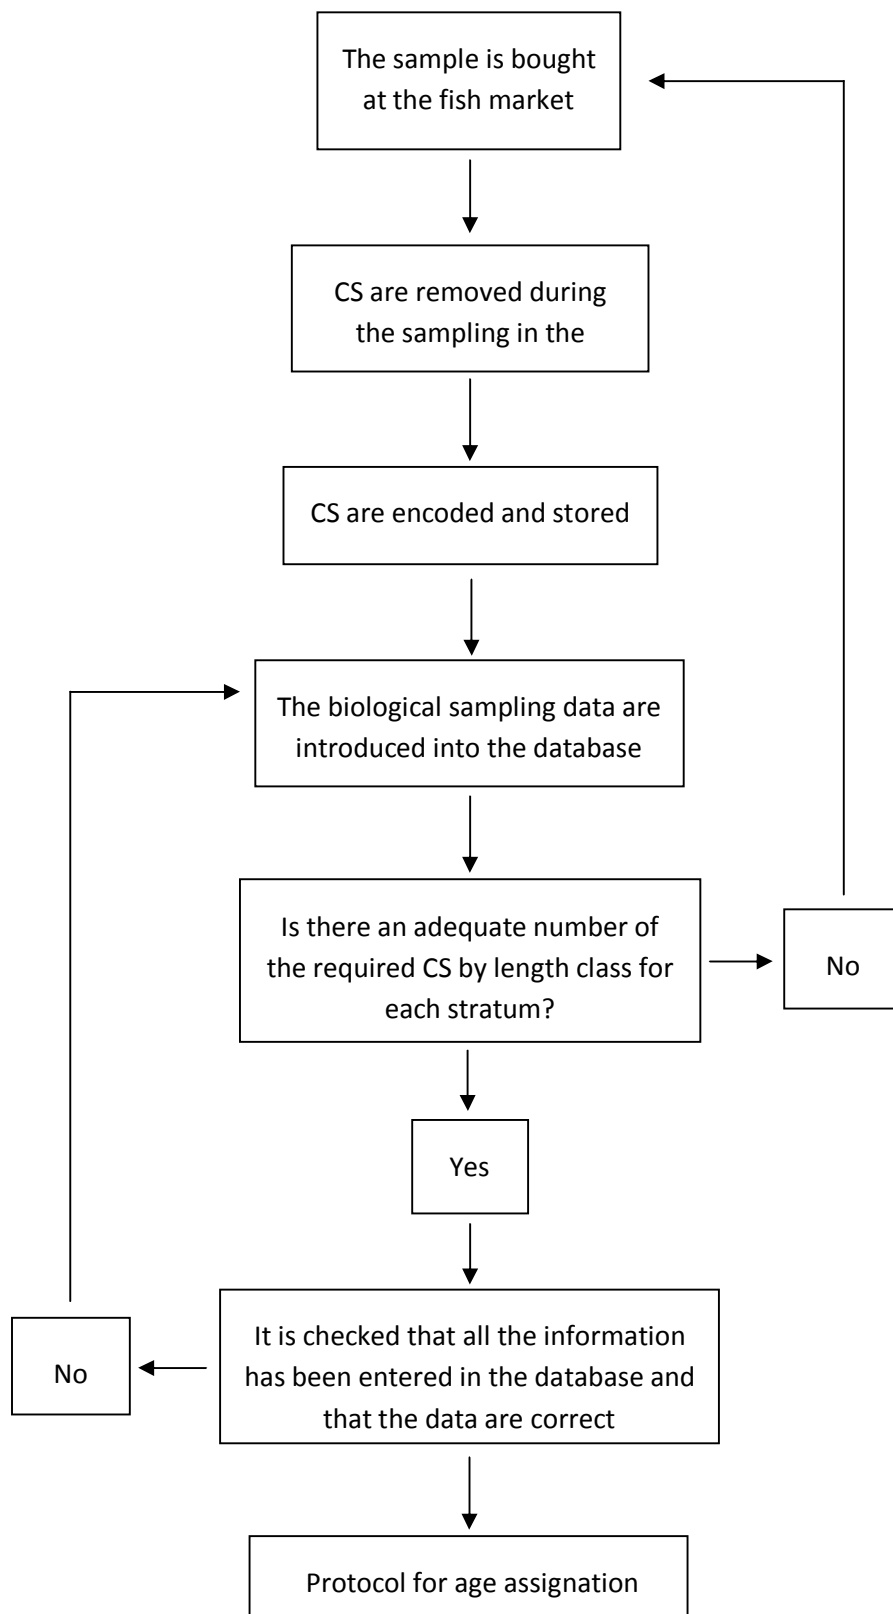 The sample is bought
at the fish market
CS are removed during
the sampling in the
CS are encoded and stored
The biological sampling data are
introduced into the database
Is there an adequate number of
the required CS by length class for
each stratum?
No
Yes
It is checked that all the information
has been entered in the database and
that the data are correct
No
Protocol for age assignation